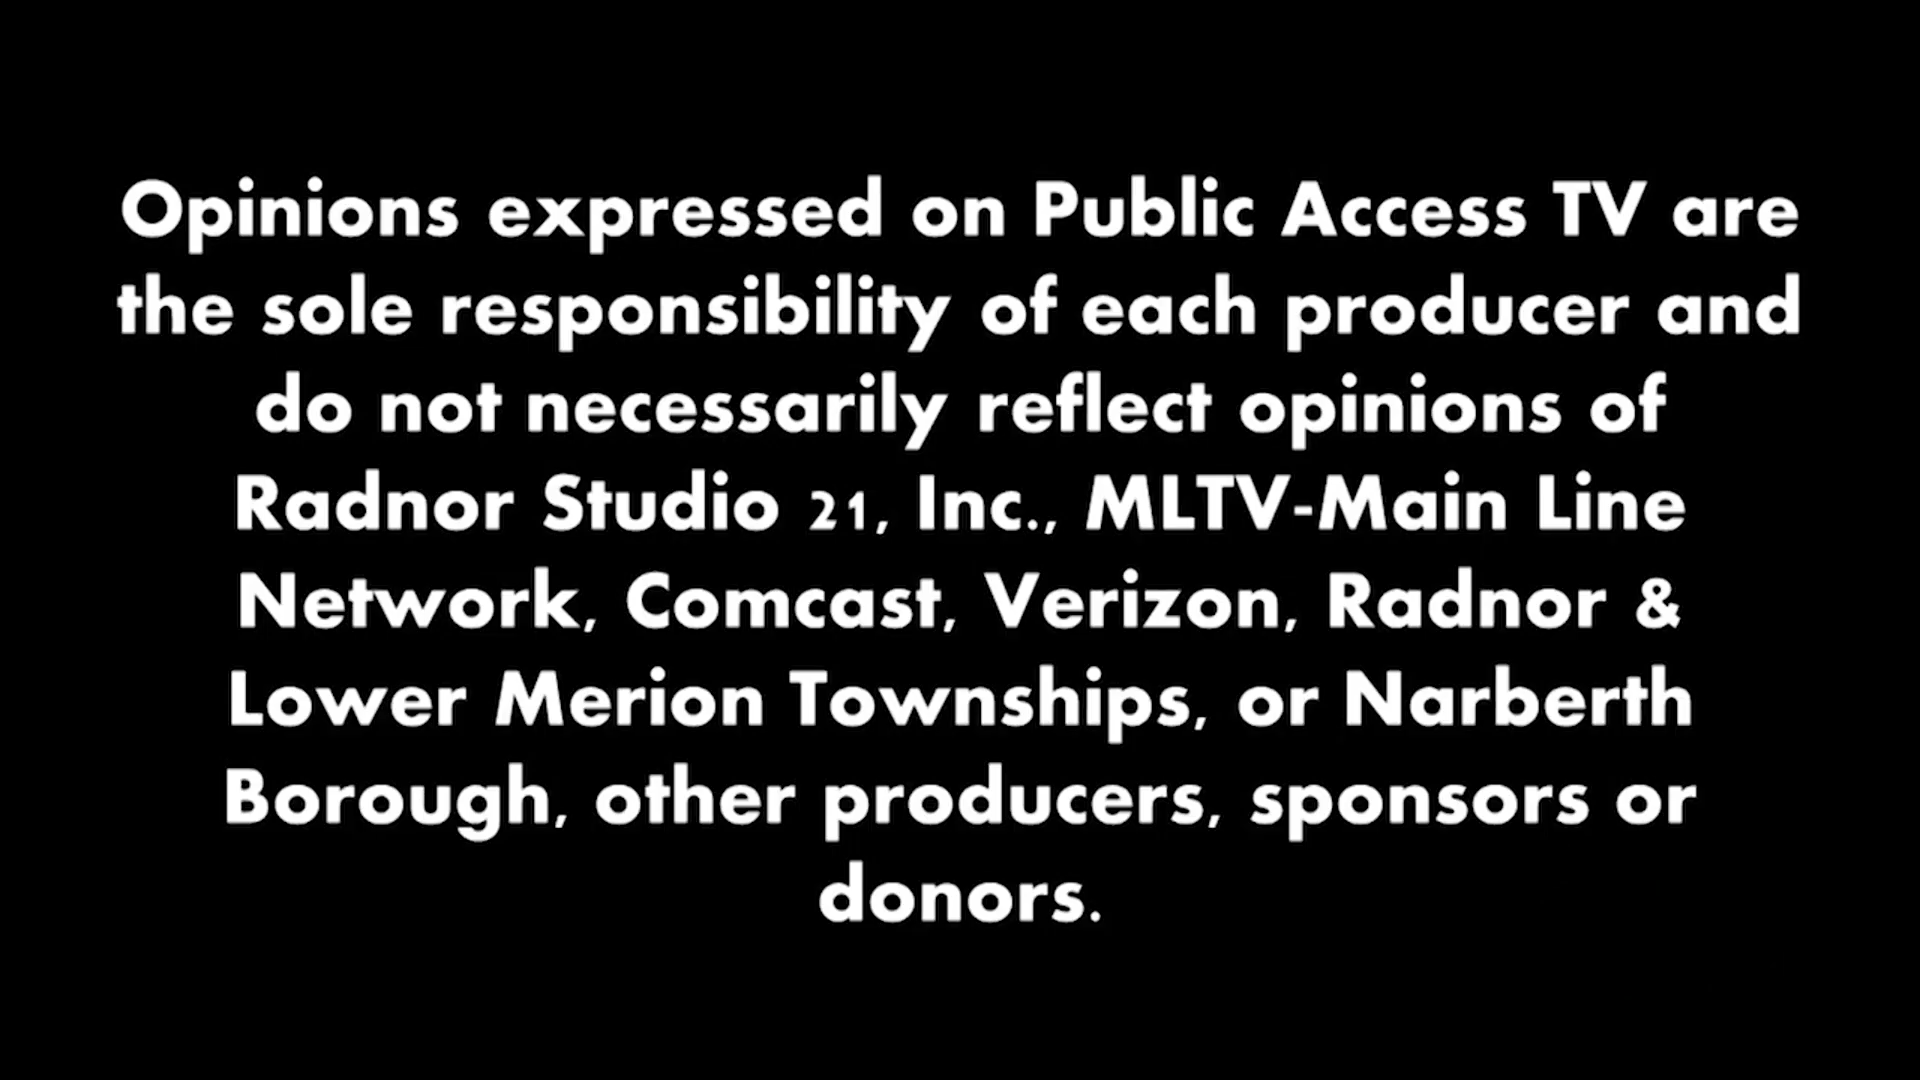 Opinions expressed on Public Access TV are
the sole responsibility of each producer and
do not necessarily reflect opinions of
Radnor Studio 21, Inc., MLTV-Main Line
Network, Comcast, Verizon, Radnor &
Lower Merion Townships, or Narberth
Borough, other producers, sponsors or
donors.